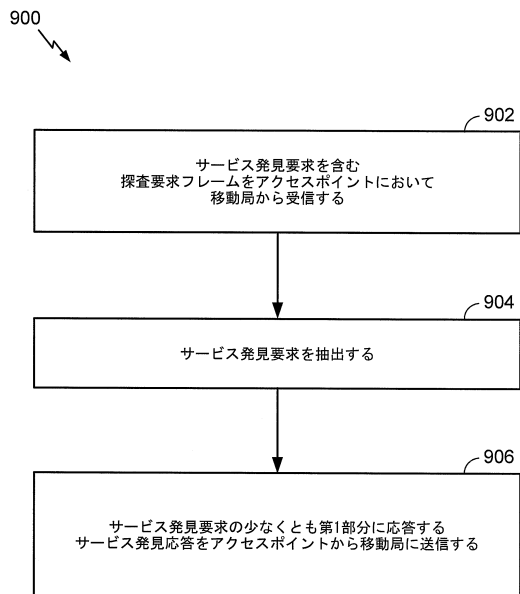 900
902
サービス発見要求を含む
探査要求フレームをアクセスポイントにおいて
移動局から受信する
904
サービス発見要求を抽出する
906
サービス発見要求の少なくとも第1部分に応答する
サービス発見応答をアクセスポイントから移動局に送信する